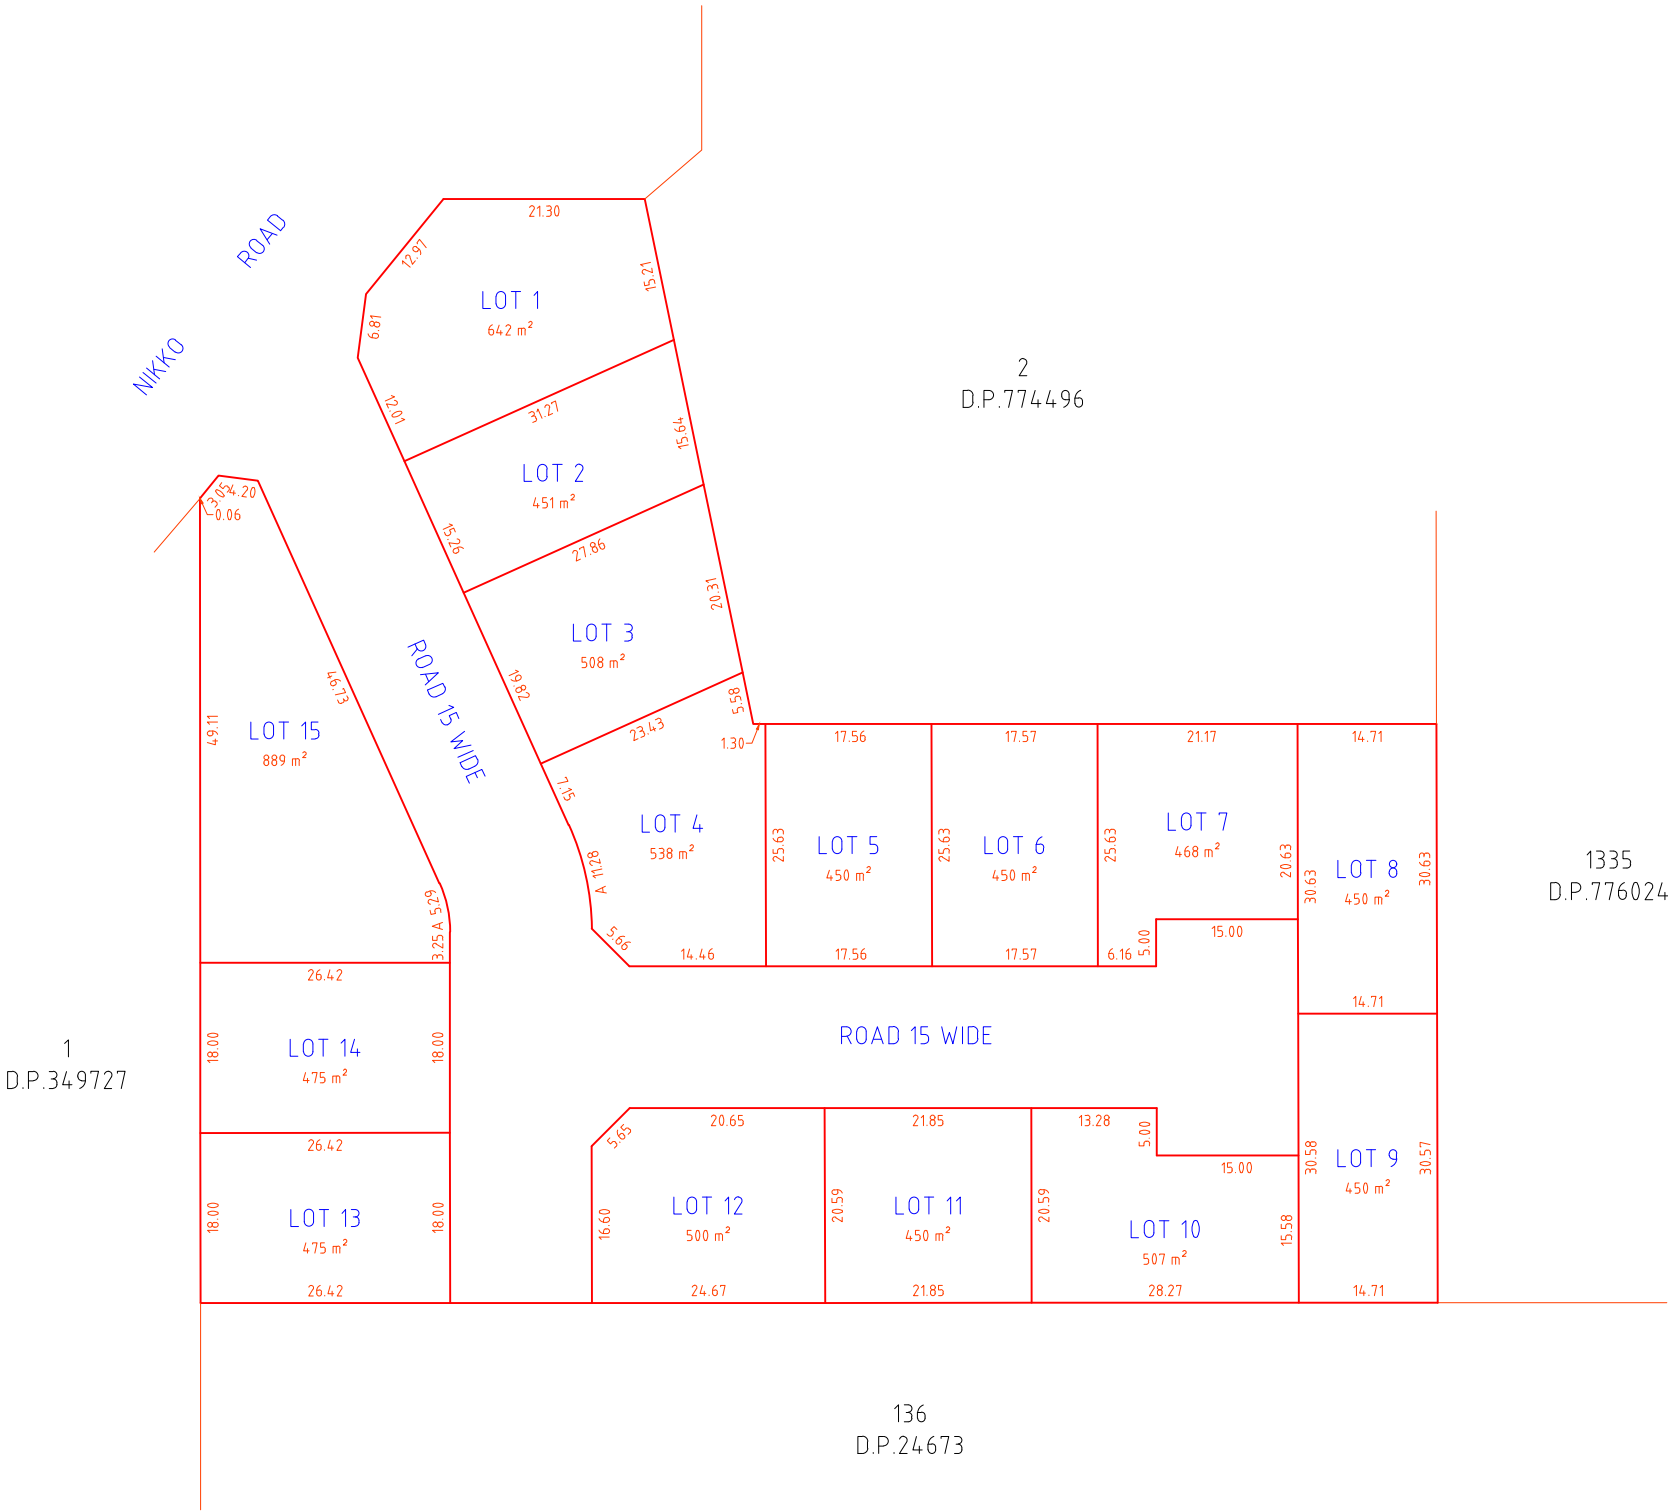 21.30
12.97
ROAD
15.21
LOT 1
642 m²
6.81
NIKKO
2
D.P.774496
12.01
31.27
15.64
LOT 2
451 m²
3.05
4.20
0.06
15.26
27.86
20.31
LOT 3
508 m²
46.73
19.82
ROAD 15 WIDE
5.58
23.43
49.11
LOT 15
889 m²
1.30
17.56
17.57
21.17
14.71
7.15
LOT 4
538 m²
25.63
LOT 5
450 m²
25.63
LOT 6
450 m²
25.63
LOT 7
468 m²
20.63
30.63
LOT 8
450 m²
30.63
1335
D.P.776024
A 11.28
A 5.29
3.25
5.66
14.46
17.56
17.57
6.16
5.00
15.00
26.42
14.71
18.00
LOT 14
475 m²
18.00
ROAD 15 WIDE
1
D.P.349727
20.65
21.85
13.28
5.00
5.65
15.00
26.42
30.58
LOT 9
450 m²
30.57
18.00
LOT 13
475 m²
18.00
16.60
LOT 12
500 m²
20.59
LOT 11
450 m²
20.59
LOT 10
507 m²
15.58
26.42
24.67
21.85
28.27
14.71
136
D.P.24673